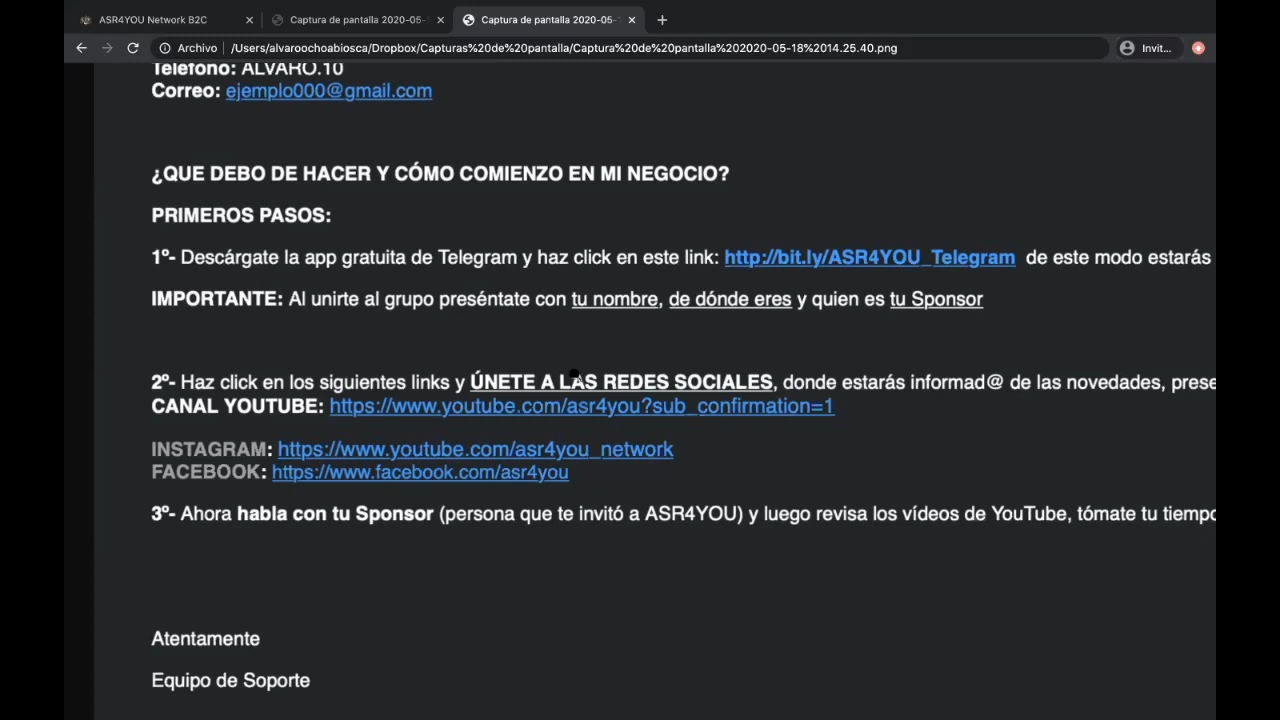 ASR4YOU Network B2C
Captura de pantalla 2020-05-
Captura de pantalla 2020-05-
Archivo /Users/alvaroochoabiosca/Dropbox/Capturas%20de%20pantalla/Captura%20de%20pantalla%202020-05-18%2014.25.40.png Invit...
Teléfono: ALVARO.10
Correo: ejemplo000@gmail.com
¿QUE DEBO DE HACER Y CÓMO COMIENZO EN MI NEGOCIO?
PRIMEROS PASOS:
1º- Descárgate la app gratuita de Telegram y haz click en este link: http://bit.ly/ASR4YOU_Telegram de este modo estarás
IMPORTANTE: Al unirte al grupo preséntate con tu nombre, de dónde eres y quien es tu Sponsor
2º- Haz click en los siguientes links y ÚNETE A LAS REDES SOCIALES, donde estarás informad@ de las novedades, prese
CANAL YOUTUBE: https://www.youtube.com/asr4you?sub_confirmation=1
INSTAGRAM: https://www.youtube.com/asr4you_network
FACEBOOK: https://www.facebook.com/asr4you
3º- Ahora habla con tu Sponsor (persona que te invitó a ASR4YOU) y luego revisa los vídeos de YouTube, tómate tu tiempo
Atentamente
Equipo de Soporte